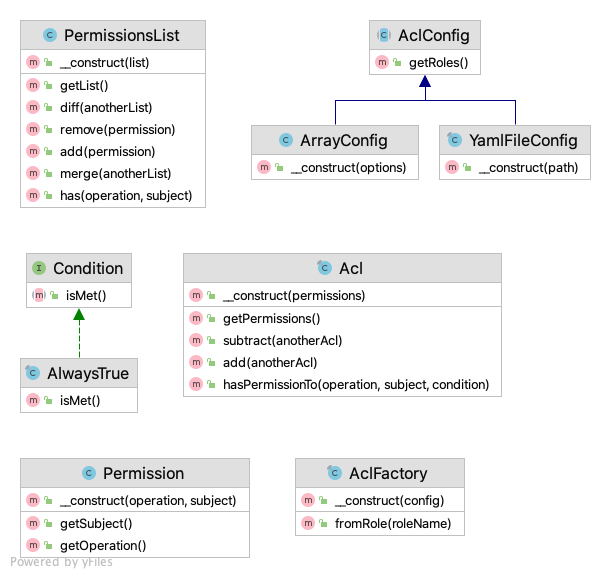 PermissionsList
__construct(list)
getList()
diff(anotherList)
remove(permission)
add(permission)
merge(anotherList)
has(operation, subject)
AclConfig
getRoles()
ArrayConfig
__construct(options)
YamlFileConfig
__construct(path)
Condition
isMet()
AlwaysTrue
isMet()
Acl
__construct(permissions)
getPermissions()
subtract(anotherAcl)
add(anotherAcl)
hasPermissionTo(operation, subject, condition)
Permission
__construct(operation, subject)
getSubject()
getOperation()
AclFactory
__construct(config)
fromRole(roleName)
Powered by yFiles